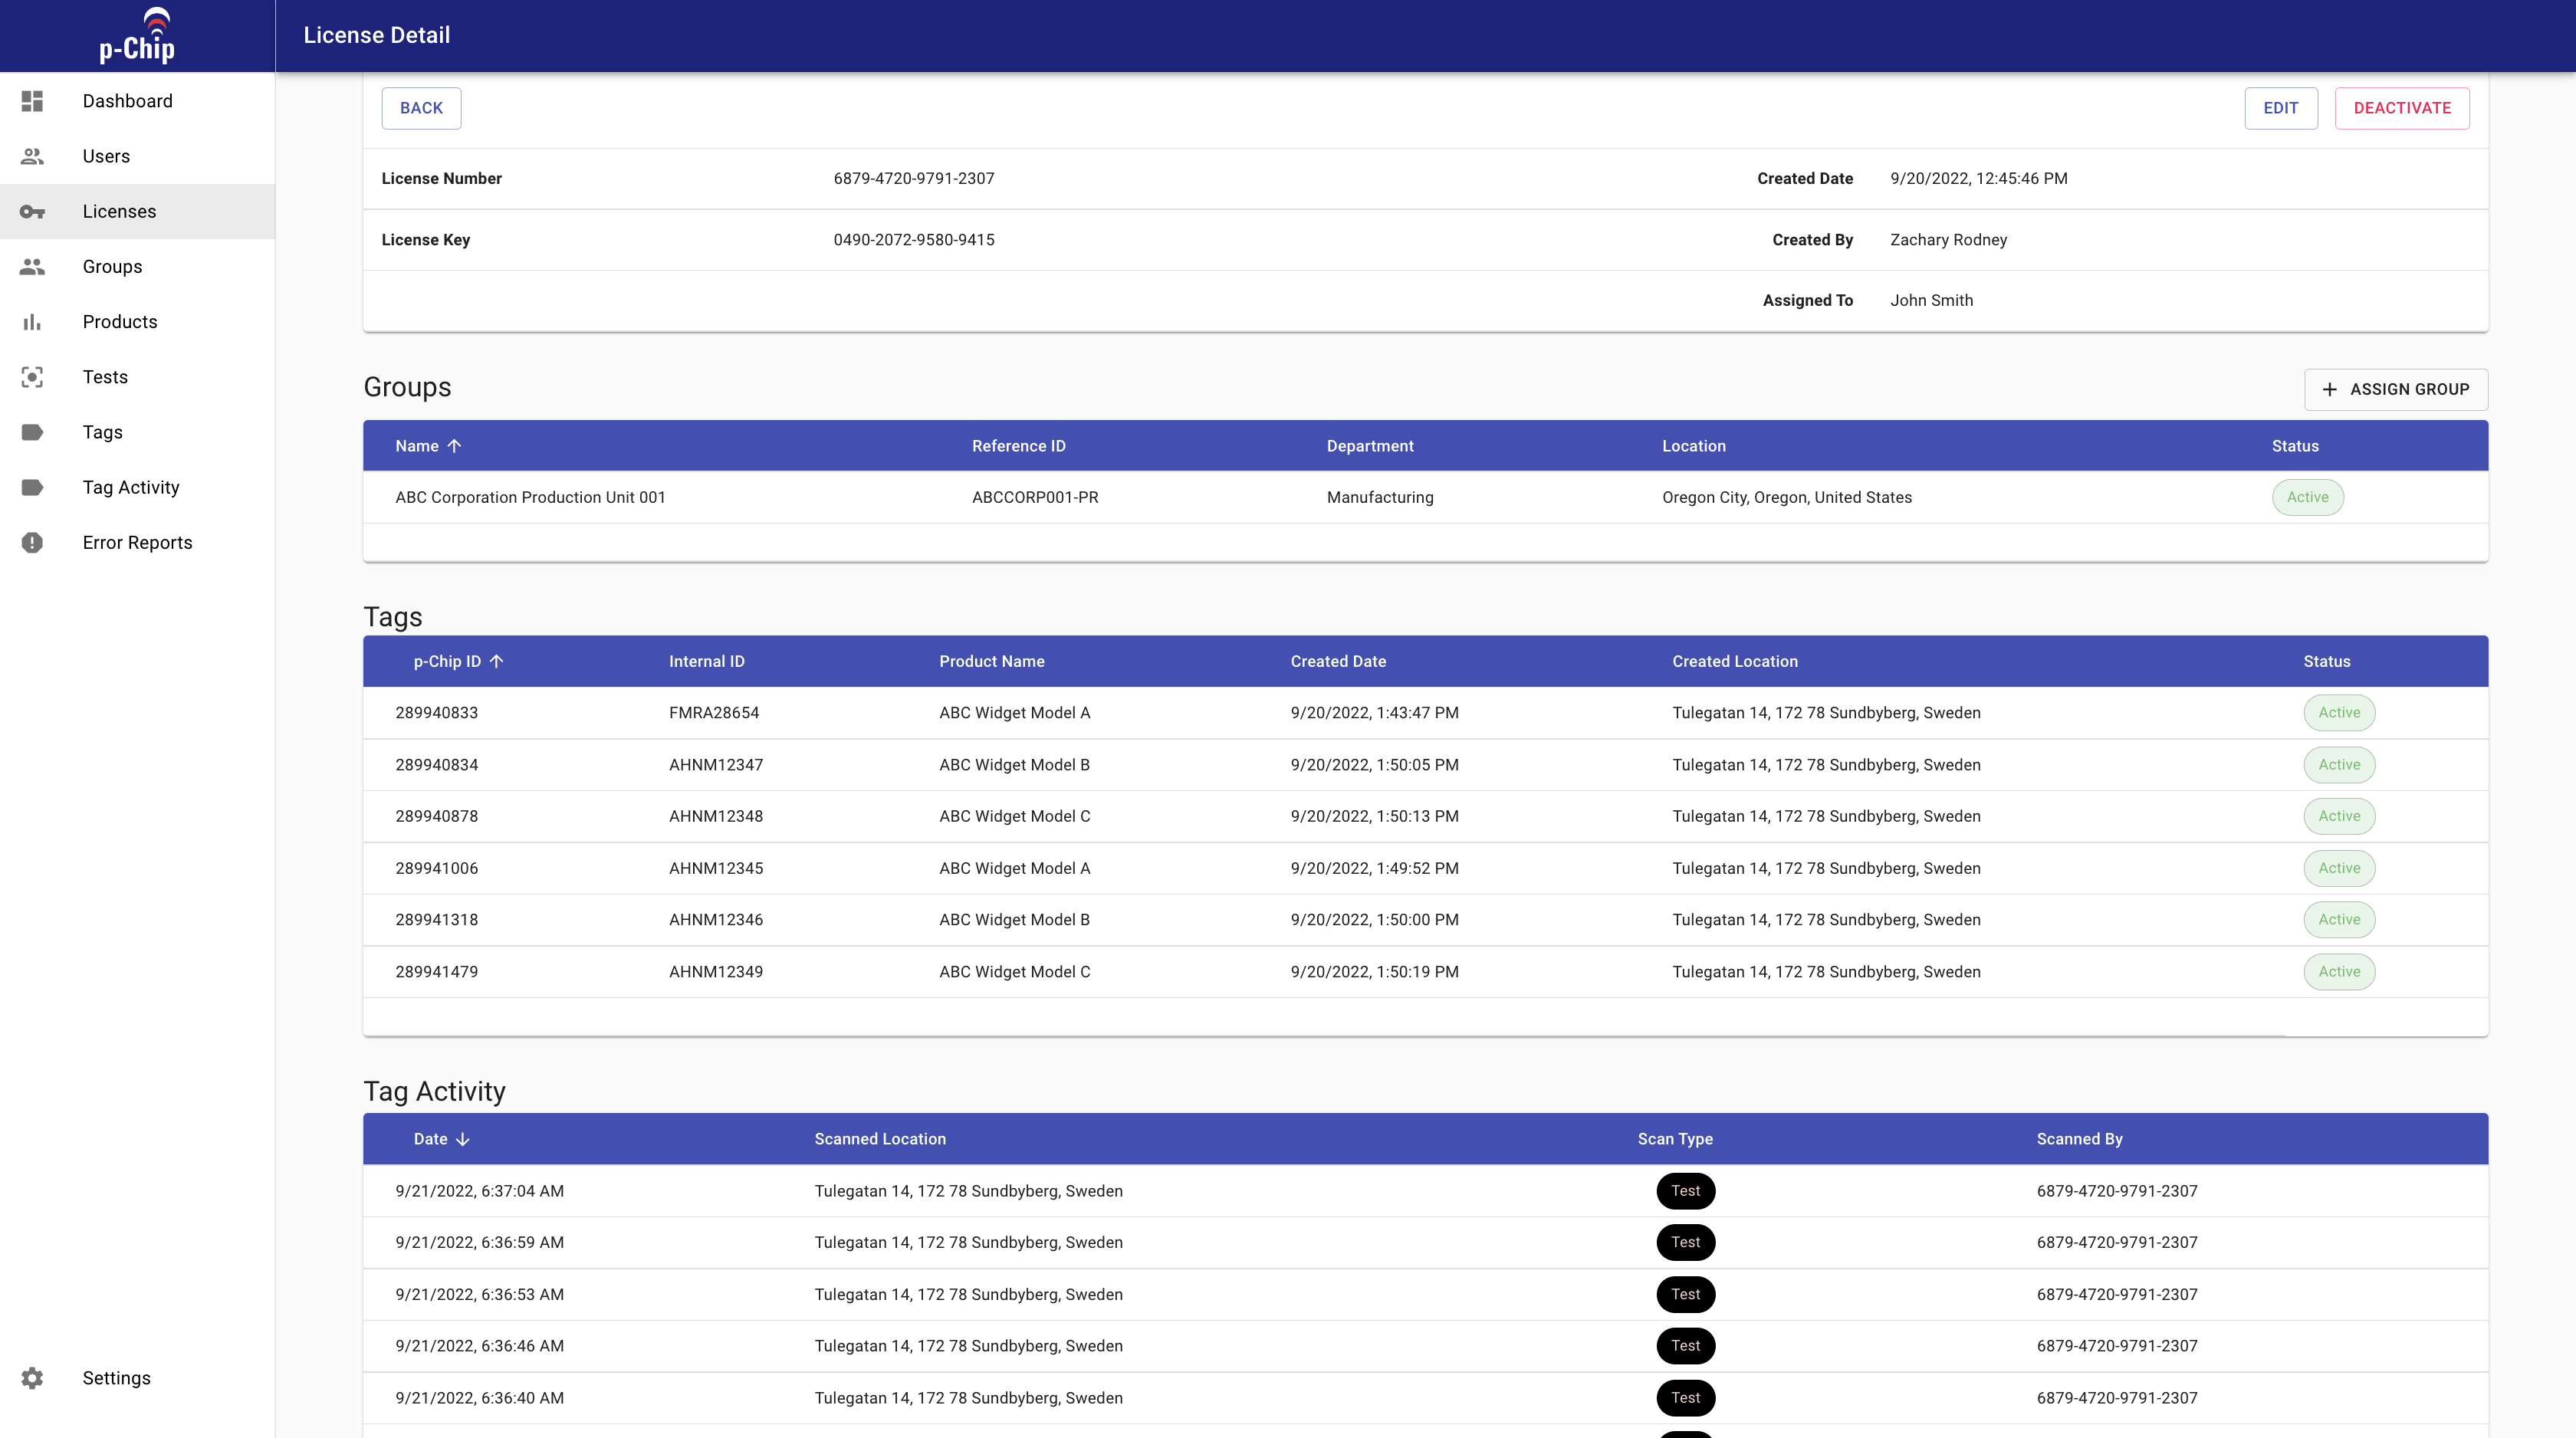 p-Chip
License Detail
Dashboard
Users
Licenses
Groups
Products
Tests
Tags
Tag Activity
Error Reports
Settings
BACK
EDIT
DEACTIVATE
License Number 6879-4720-9791-2307 Created Date 9/20/2022, 12:45:46 PM
License Key 0490-2072-9580-9415 Created By Zachary Rodney
Assigned To John Smith
Groups
ASSIGN GROUP
Name Reference ID Department Location Status
ABC Corporation Production Unit 001 ABCCORP001-PR Manufacturing Oregon City, Oregon, United States Active
Tags
p-Chip ID Internal ID Product Name Created Date Created Location Status
289940833 FMRA28654 ABC Widget Model A 9/20/2022, 1:43:47 PM Tulegatan 14, 172 78 Sundbyberg, Sweden Active
289940834 AHNM12347 ABC Widget Model B 9/20/2022, 1:50:05 PM Tulegatan 14, 172 78 Sundbyberg, Sweden Active
289940878 AHNM12348 ABC Widget Model C 9/20/2022, 1:50:13 PM Tulegatan 14, 172 78 Sundbyberg, Sweden Active
289941006 AHNM12345 ABC Widget Model A 9/20/2022, 1:49:52 PM Tulegatan 14, 172 78 Sundbyberg, Sweden Active
289941318 AHNM12346 ABC Widget Model B 9/20/2022, 1:50:00 PM Tulegatan 14, 172 78 Sundbyberg, Sweden Active
289941479 AHNM12349 ABC Widget Model C 9/20/2022, 1:50:19 PM Tulegatan 14, 172 78 Sundbyberg, Sweden Active
Tag Activity
Date Scanned Location Scan Type Scanned By
9/21/2022, 6:37:04 AM Tulegatan 14, 172 78 Sundbyberg, Sweden Test 6879-4720-9791-2307
9/21/2022, 6:36:59 AM Tulegatan 14, 172 78 Sundbyberg, Sweden Test 6879-4720-9791-2307
9/21/2022, 6:36:53 AM Tulegatan 14, 172 78 Sundbyberg, Sweden Test 6879-4720-9791-2307
9/21/2022, 6:36:46 AM Tulegatan 14, 172 78 Sundbyberg, Sweden Test 6879-4720-9791-2307
9/21/2022, 6:36:40 AM Tulegatan 14, 172 78 Sundbyberg, Sweden Test 6879-4720-9791-2307